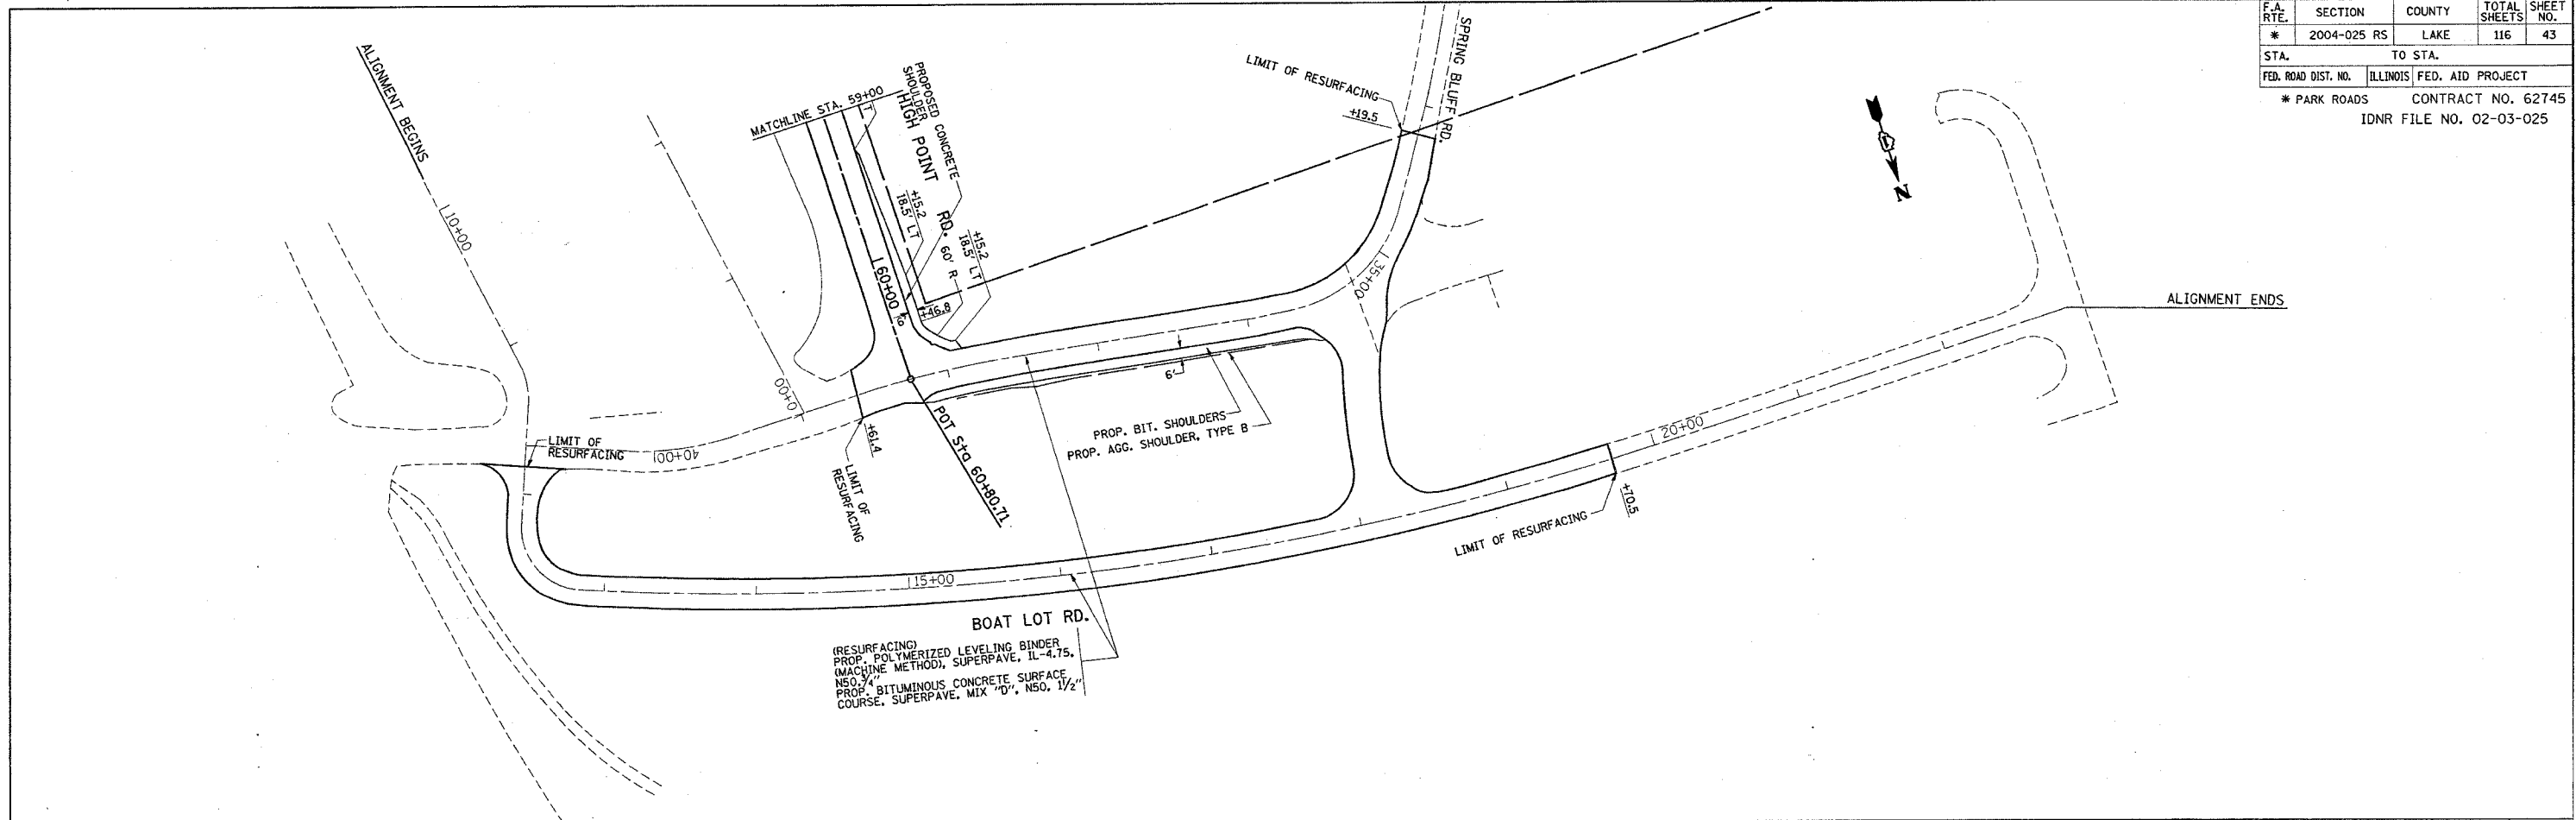 F.A. RTE. SECTION COUNTY TOTAL SHEETS SHEET NO.
* 2004-025 RS LAKE 116 43
STA. TO STA.
FED. ROAD DIST. NO. ILLINOIS FED. AID PROJECT
* PARK ROADS CONTRACT NO. 62745
IDNR FILE NO. 02-03-025
ALIGNMENT BEGINS
10+00
MATCHLINE STA. 59+00
PROPOSED CONCRETE
SHOULDER
HIGH POINT RD.
60' R
+15.2
18.5' LT
+15.2
18.5' LT
60+00
+46.8
LIMIT OF RESURFACING
+19.5
SPRING BLUFF RD.
35+00
N
ALIGNMENT ENDS
0+00
6'
PROP. BIT. SHOULDERS
PROP. AGG. SHOULDER, TYPE B
LIMIT OF
RESURFACING
40+00
+61.4
LIMIT OF
RESURFACING
POT Sta 60+80.71
20+00
+70.5
LIMIT OF RESURFACING
15+00
BOAT LOT RD.
(RESURFACING)
PROP. POLYMERIZED LEVELING BINDER
(MACHINE METHOD), SUPERPAVE, IL-4.75,
N50, 3/4"
PROP. BITUMINOUS CONCRETE SURFACE
COURSE, SUPERPAVE, MIX "D", N50, 1 1/2"